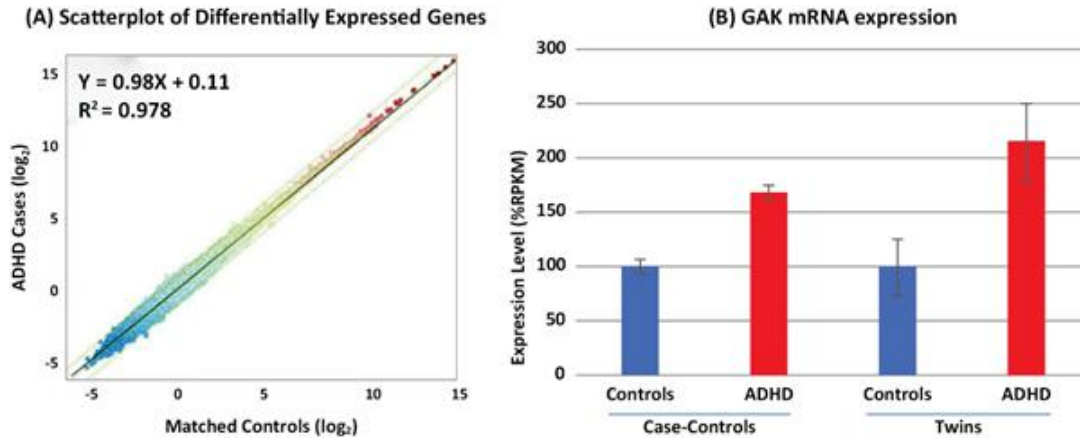 (A) Scatterplot of Differentially Expressed Genes
Y = 0.98X + 0.11
R² = 0.978
ADHD Cases (log₂)
15
10
5
0
-5
-5 0 5 10 15
Matched Controls (log₂)
(B) GAK mRNA expression
Expression Level (%RPKM)
300
250
200
150
100
50
0
Controls ADHD Controls ADHD
Case-Controls Twins